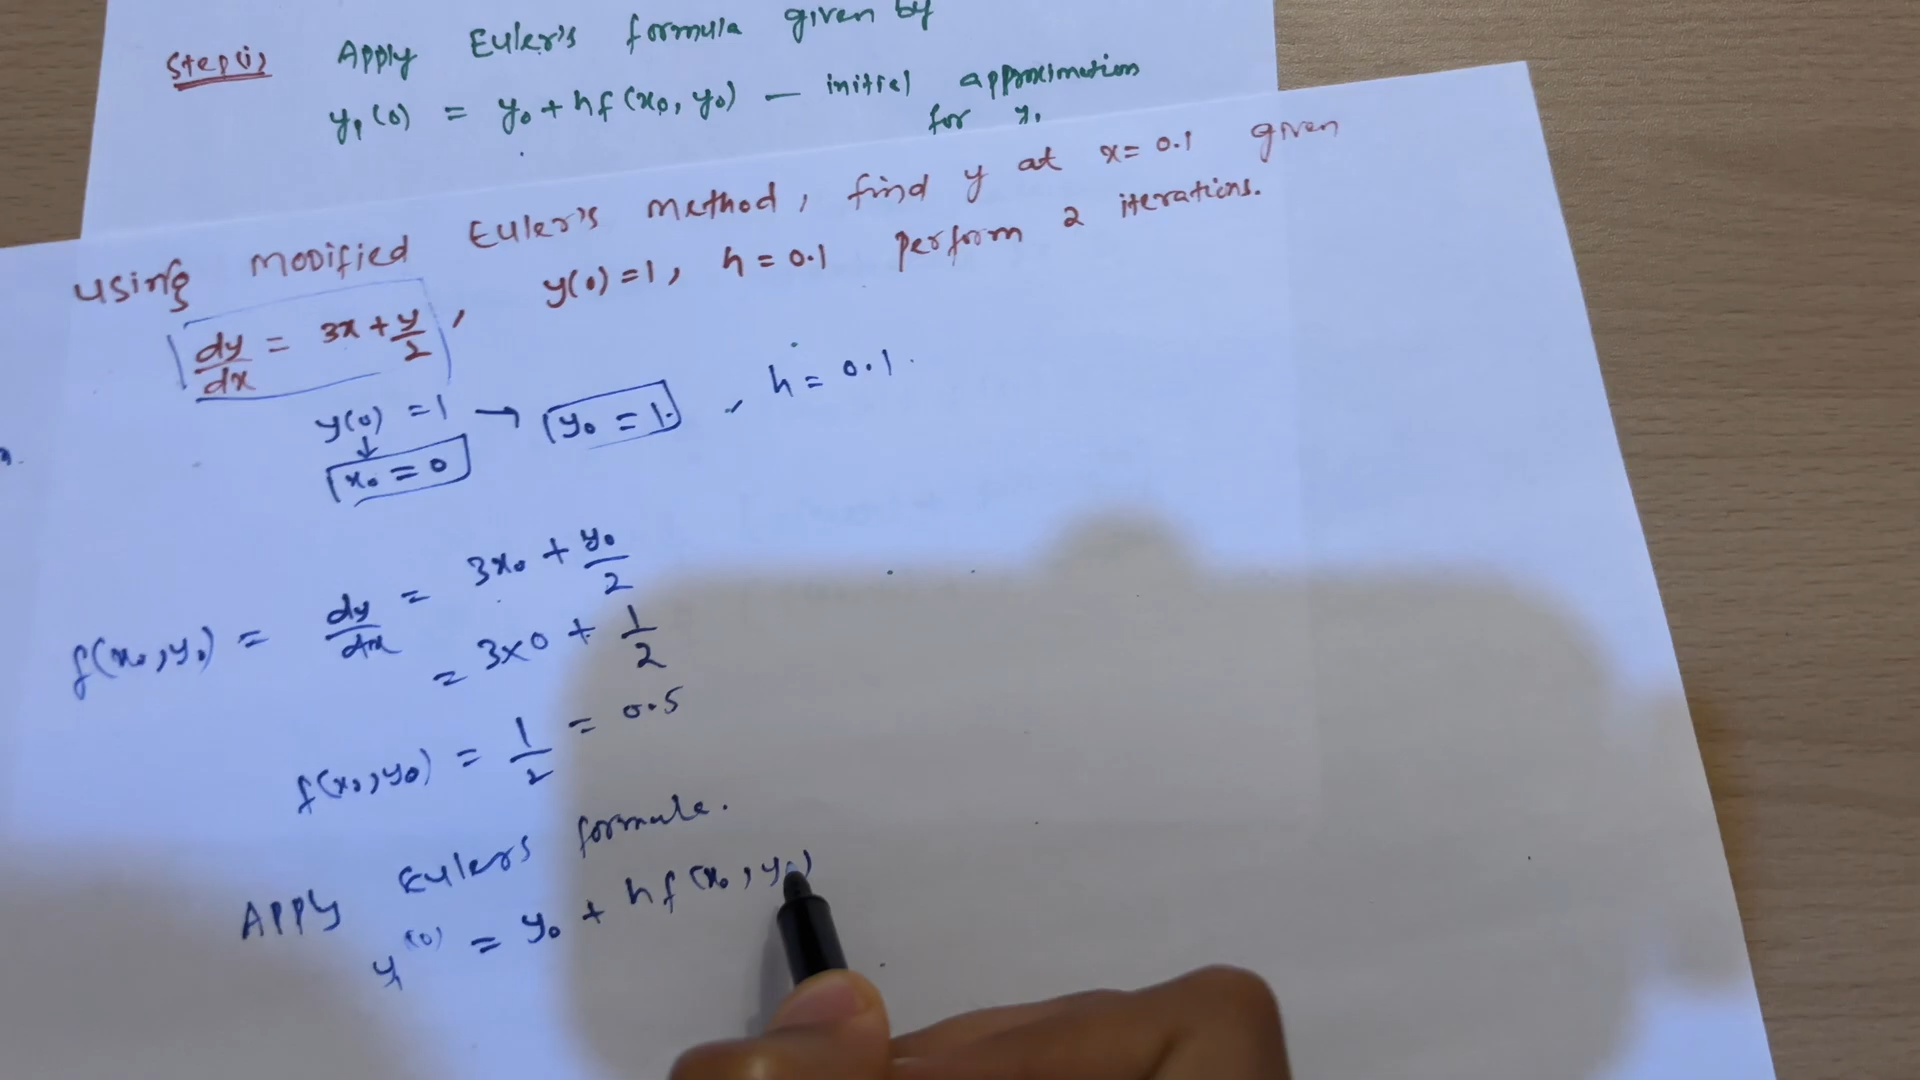 Step(i) Apply Euler's formula given by
y₁(0) = y₀ + hf(x₀, y₀) — initial approximation
for y₁
Using Modified Euler's method, find y at x = 0.1 given
dy/dx = 3x + y/2, y(0) = 1, h = 0.1 perform 2 iterations.
y(0) = 1 → y₀ = 1. , h = 0.1.
↓
x₀ = 0
f(x₀, y₀) = dy/dx = 3x₀ + y₀/2
= 3x0 + 1/2
f(x₀, y₀) = 1/2 = 0.5
Apply Eulers formula.
y₁⁽⁰⁾ = y₀ + hf(x₀, y₀)